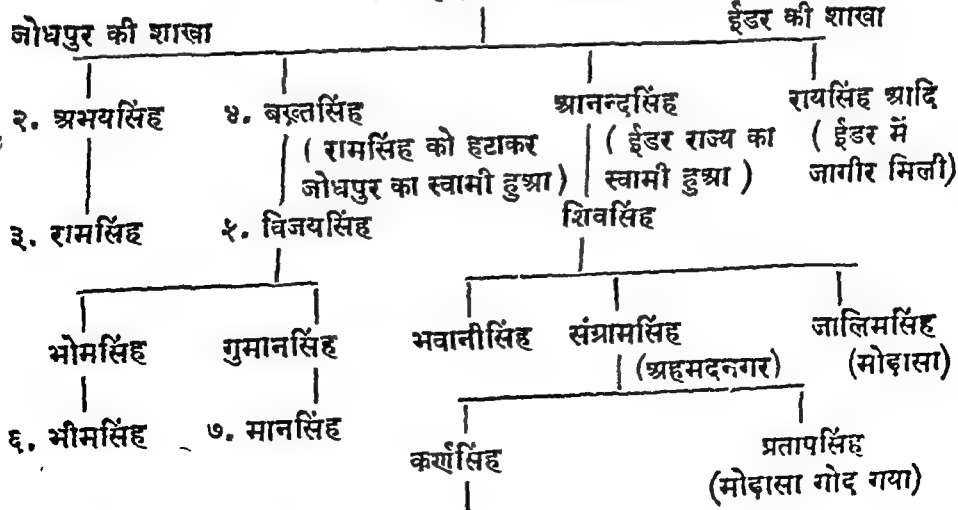 जोधपुर की शाखा ईडर की शाखा
२. अभयसिंह ४. बख़्तसिंह आनन्दसिंह रायसिंह आदि
( रामसिंह को हटाकर ( ईडर राज्य का ( ईडर में
जोधपुर का स्वामी हुआ ) स्वामी हुआ ) जागीर मिली)
३. रामसिंह ५. विजयसिंह शिवसिंह
भोमसिंह गुमानसिंह भवानीसिंह संग्रामसिंह जालिमसिंह
(अहमदनगर) (मोड़ासा)
६. भीमसिंह ७. मानसिंह कर्णसिंह प्रतापसिंह
(मोड़ासा गोद गया)